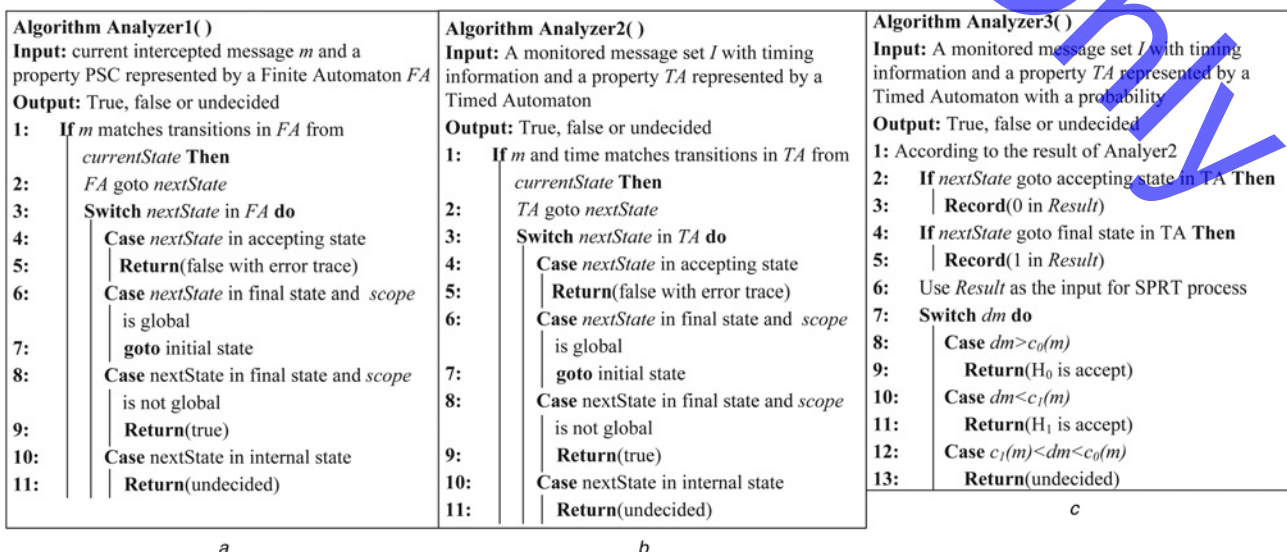 Algorithm Analyzer1( )
Input: current intercepted message m and a
property PSC represented by a Finite Automaton FA
Output: True, false or undecided
1: If m matches transitions in FA from
currentState Then
2: FA goto nextState
3: Switch nextState in FA do
4: Case nextState in accepting state
5: Return(false with error trace)
6: Case nextState in final state and scope
is global
7: goto initial state
8: Case nextState in final state and scope
is not global
9: Return(true)
10: Case nextState in internal state
11: Return(undecided)
a
Algorithm Analyzer2( )
Input: A monitored message set I with timing
information and a property TA represented by a
Timed Automaton
Output: True, false or undecided
1: If m and time matches transitions in TA from
currentState Then
2: TA goto nextState
3: Switch nextState in TA do
4: Case nextState in accepting state
5: Return(false with error trace)
6: Case nextState in final state and scope
is global
7: goto initial state
8: Case nextState in final state and scope
is not global
9: Return(true)
10: Case nextState in internal state
11: Return(undecided)
b
Algorithm Analyzer3( )
Input: A monitored message set I with timing
information and a property TA represented by a
Timed Automaton with a probability
Output: True, false or undecided
1: According to the result of Analyer2
2: If nextState goto accepting state in TA Then
3: Record(0 in Result)
4: If nextState goto final state in TA Then
5: Record(1 in Result)
6: Use Result as the input for SPRT process
7: Switch dm do
8: Case dm>c₀(m)
9: Return(H₀ is accept)
10: Case dm<c₁(m)
11: Return(H₁ is accept)
12: Case c₁(m)<dm<c₀(m)
13: Return(undecided)
c
nly